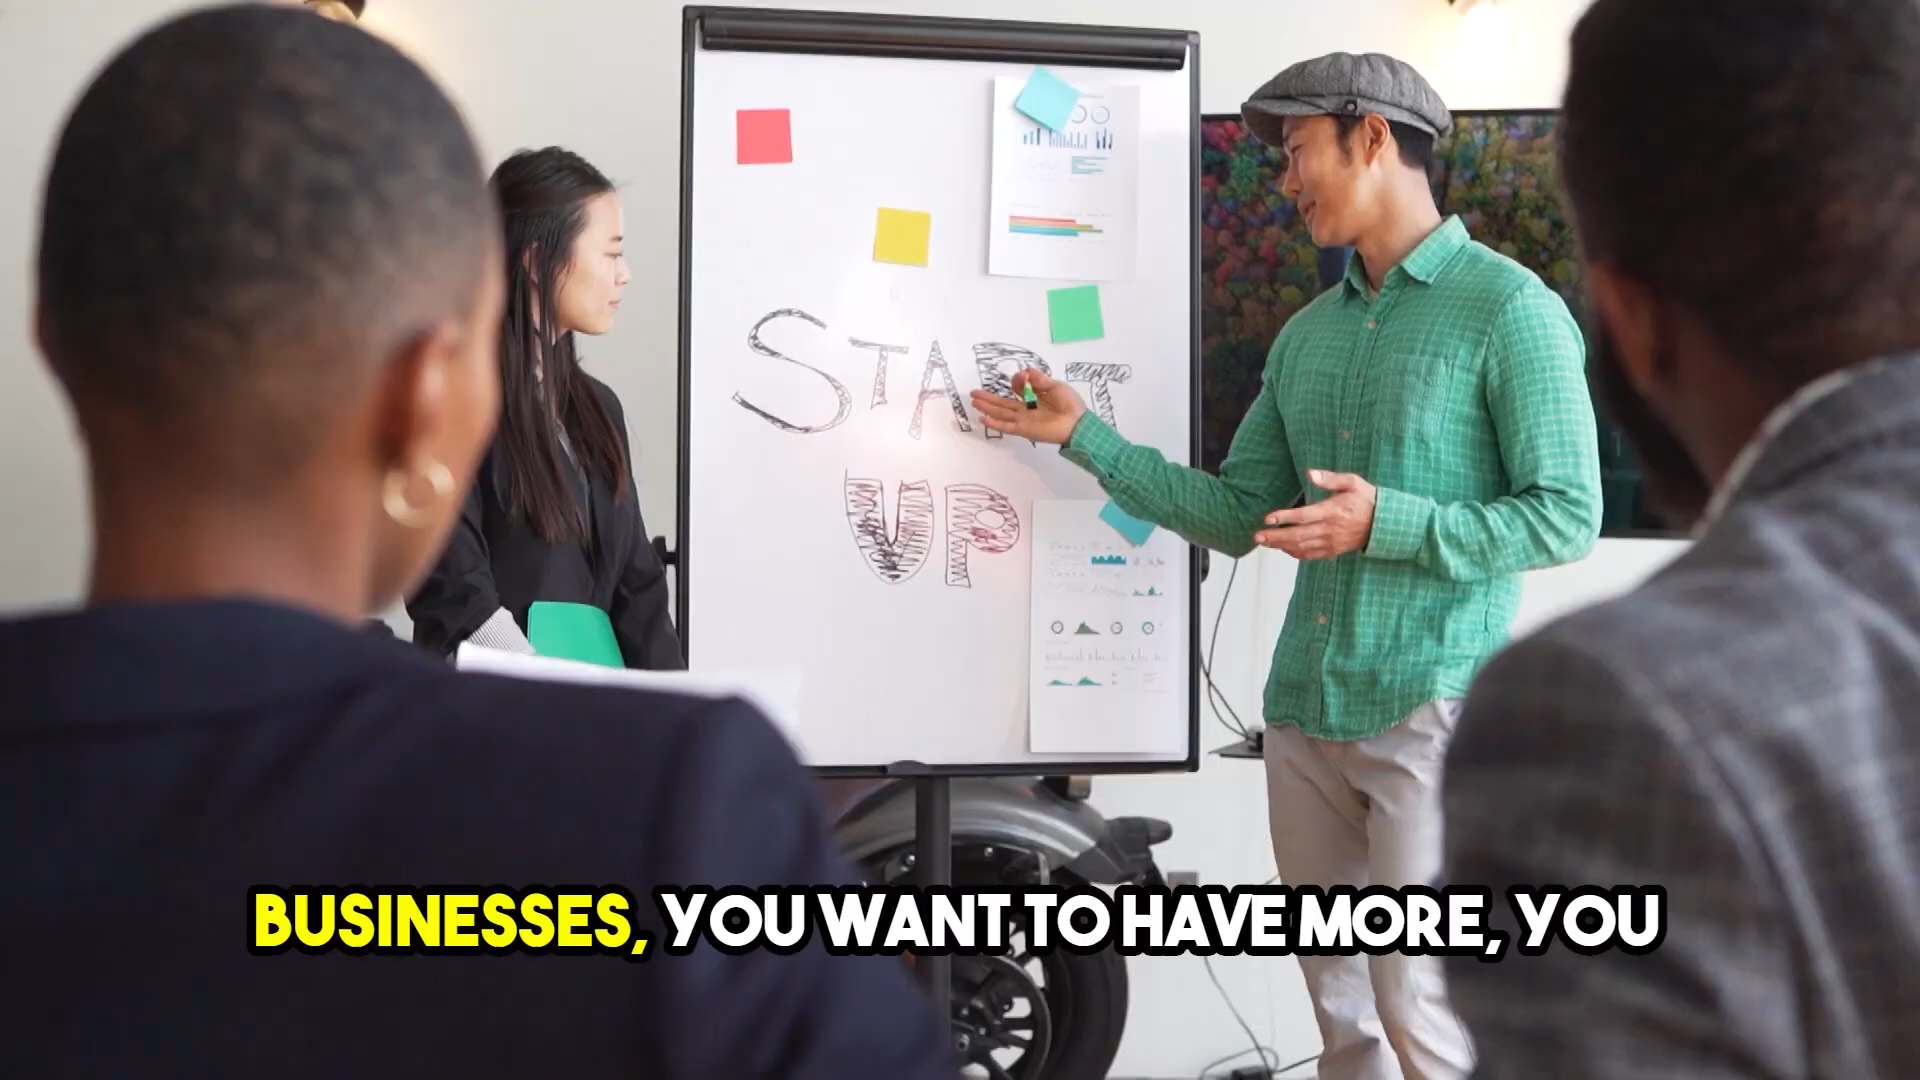 START
UP
BUSINESSES, YOU WANT TO HAVE MORE, YOU